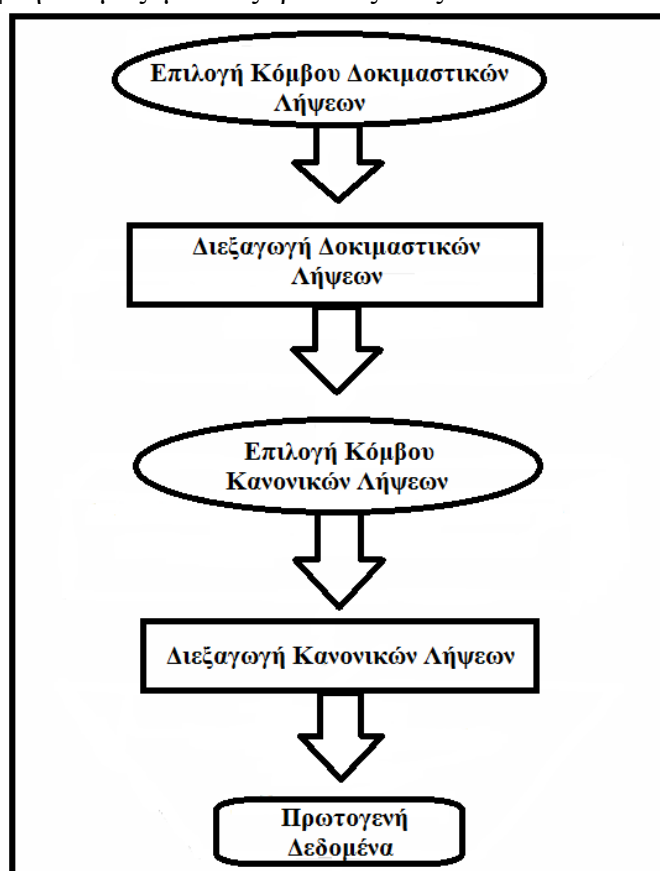 Επιλογή Κόμβου Δοκιμαστικών
Λήψεων
Διεξαγωγή Δοκιμαστικών
Λήψεων
Επιλογή Κόμβου
Κανονικών Λήψεων
Διεξαγωγή Κανονικών Λήψεων
Πρωτογενή
Δεδομένα